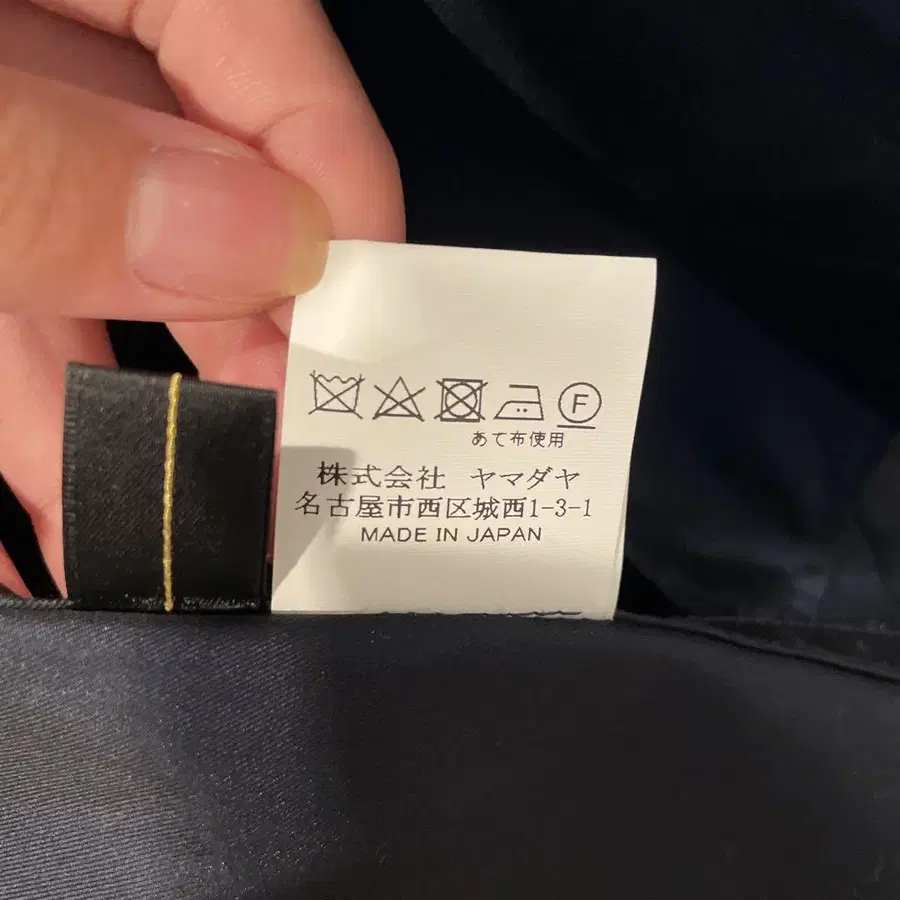 F
あて布使用
株式会社 ヤマダヤ
名古屋市西区城西1-3-1
MADE IN JAPAN